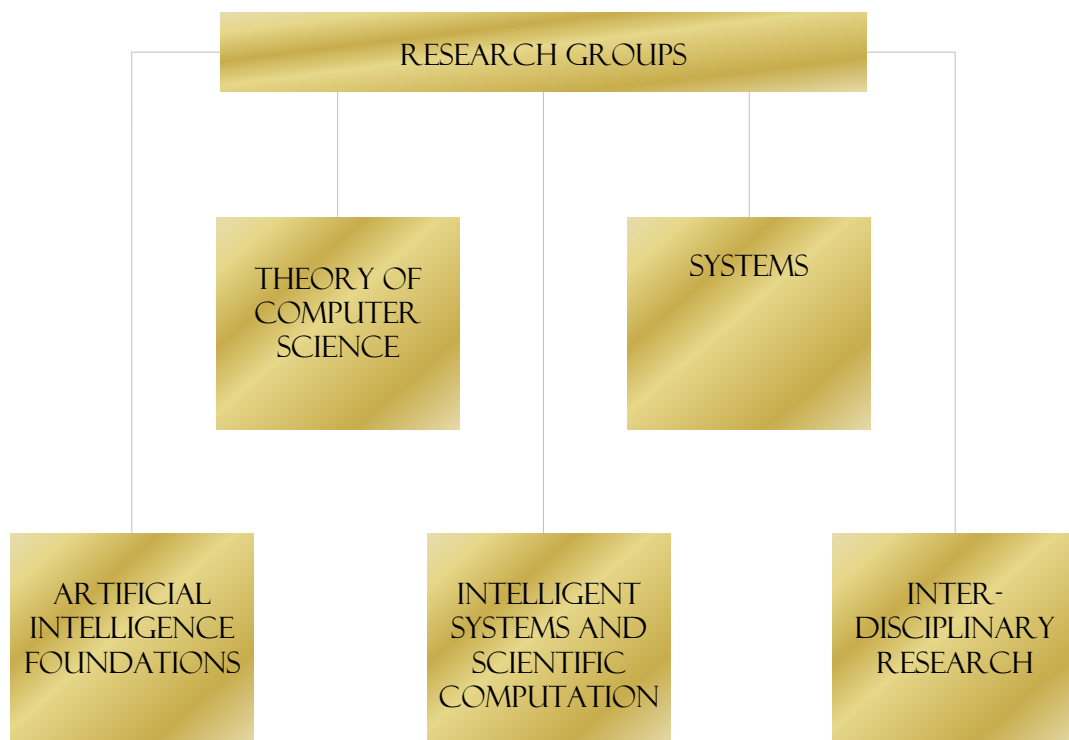 RESEARCH GROUPS
THEORY OF
COMPUTER
SCIENCE
SYSTEMS
ARTIFICIAL
INTELLIGENCE
FOUNDATIONS
INTELLIGENT
SYSTEMS AND
SCIENTIFIC
COMPUTATION
INTER-
DISCIPLINARY
RESEARCH